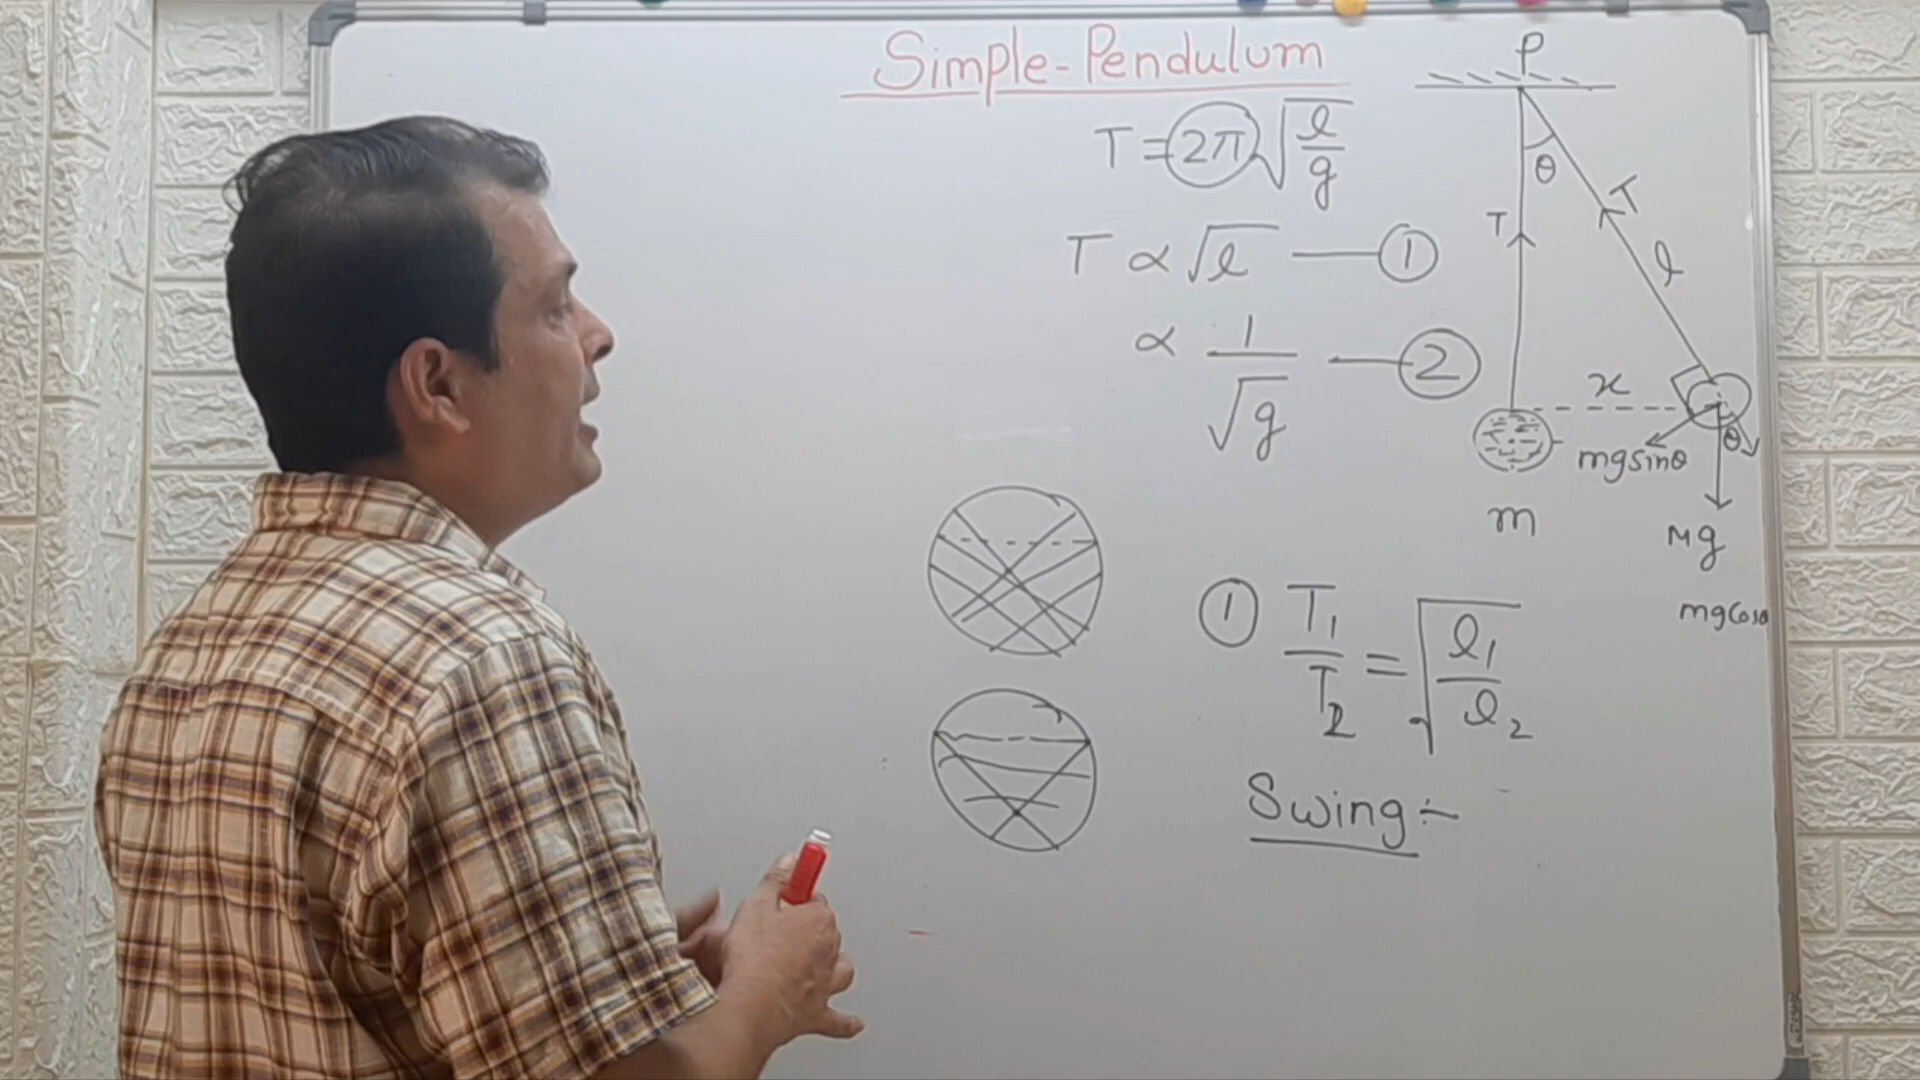 Simple-Pendulum
T = 2π √(l/g)
T ∝ √l — ①
∝ 1/√g — ②
P
θ
T
T
l
x
θ
mgsinθ
m
Mg
mgCosθ
① T₁/T₂ = √(l₁/l₂)
Swing :-